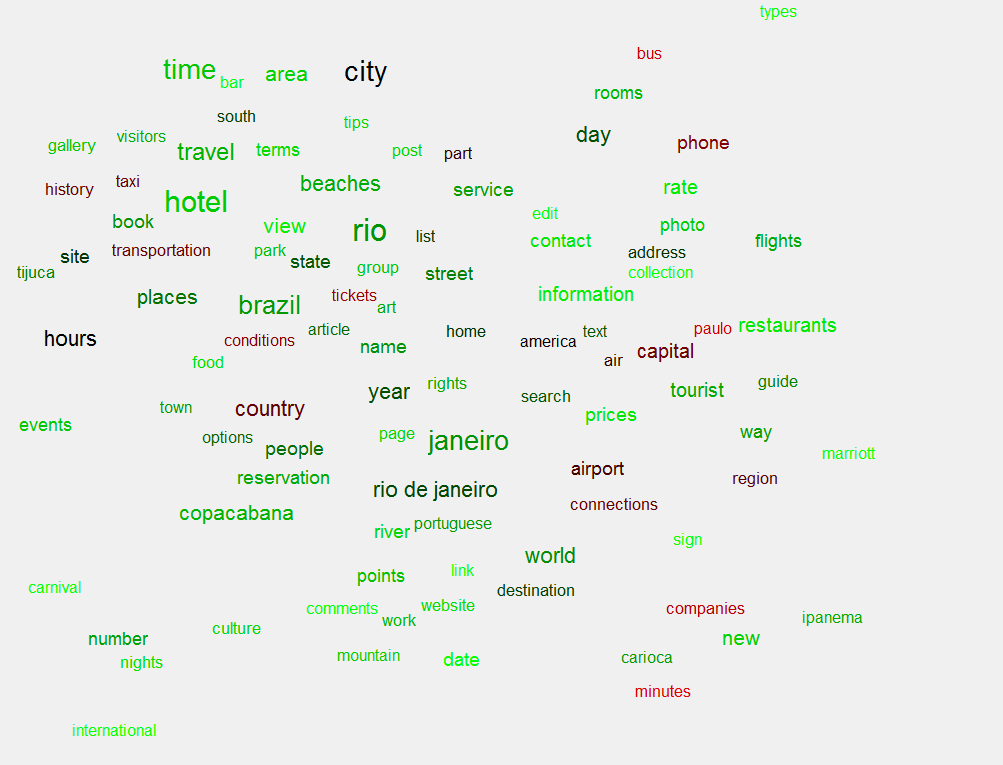 types
bus
time bar area city
rooms
south
tips
day
gallery visitors travel terms post part phone
history taxi beaches service rate
hotel
book view rio list edit contact photo flights
site transportation park state address
tijuca group street collection
places brazil tickets art information
hours conditions article name home america text paulo restaurants
food air capital
year rights search tourist guide
town country prices
events options people page janeiro way marriott
reservation airport region
rio de janeiro connections
copacabana river portuguese sign
world
points link destination
carnival comments website work companies ipanema
number culture new
nights mountain date carioca
minutes
international